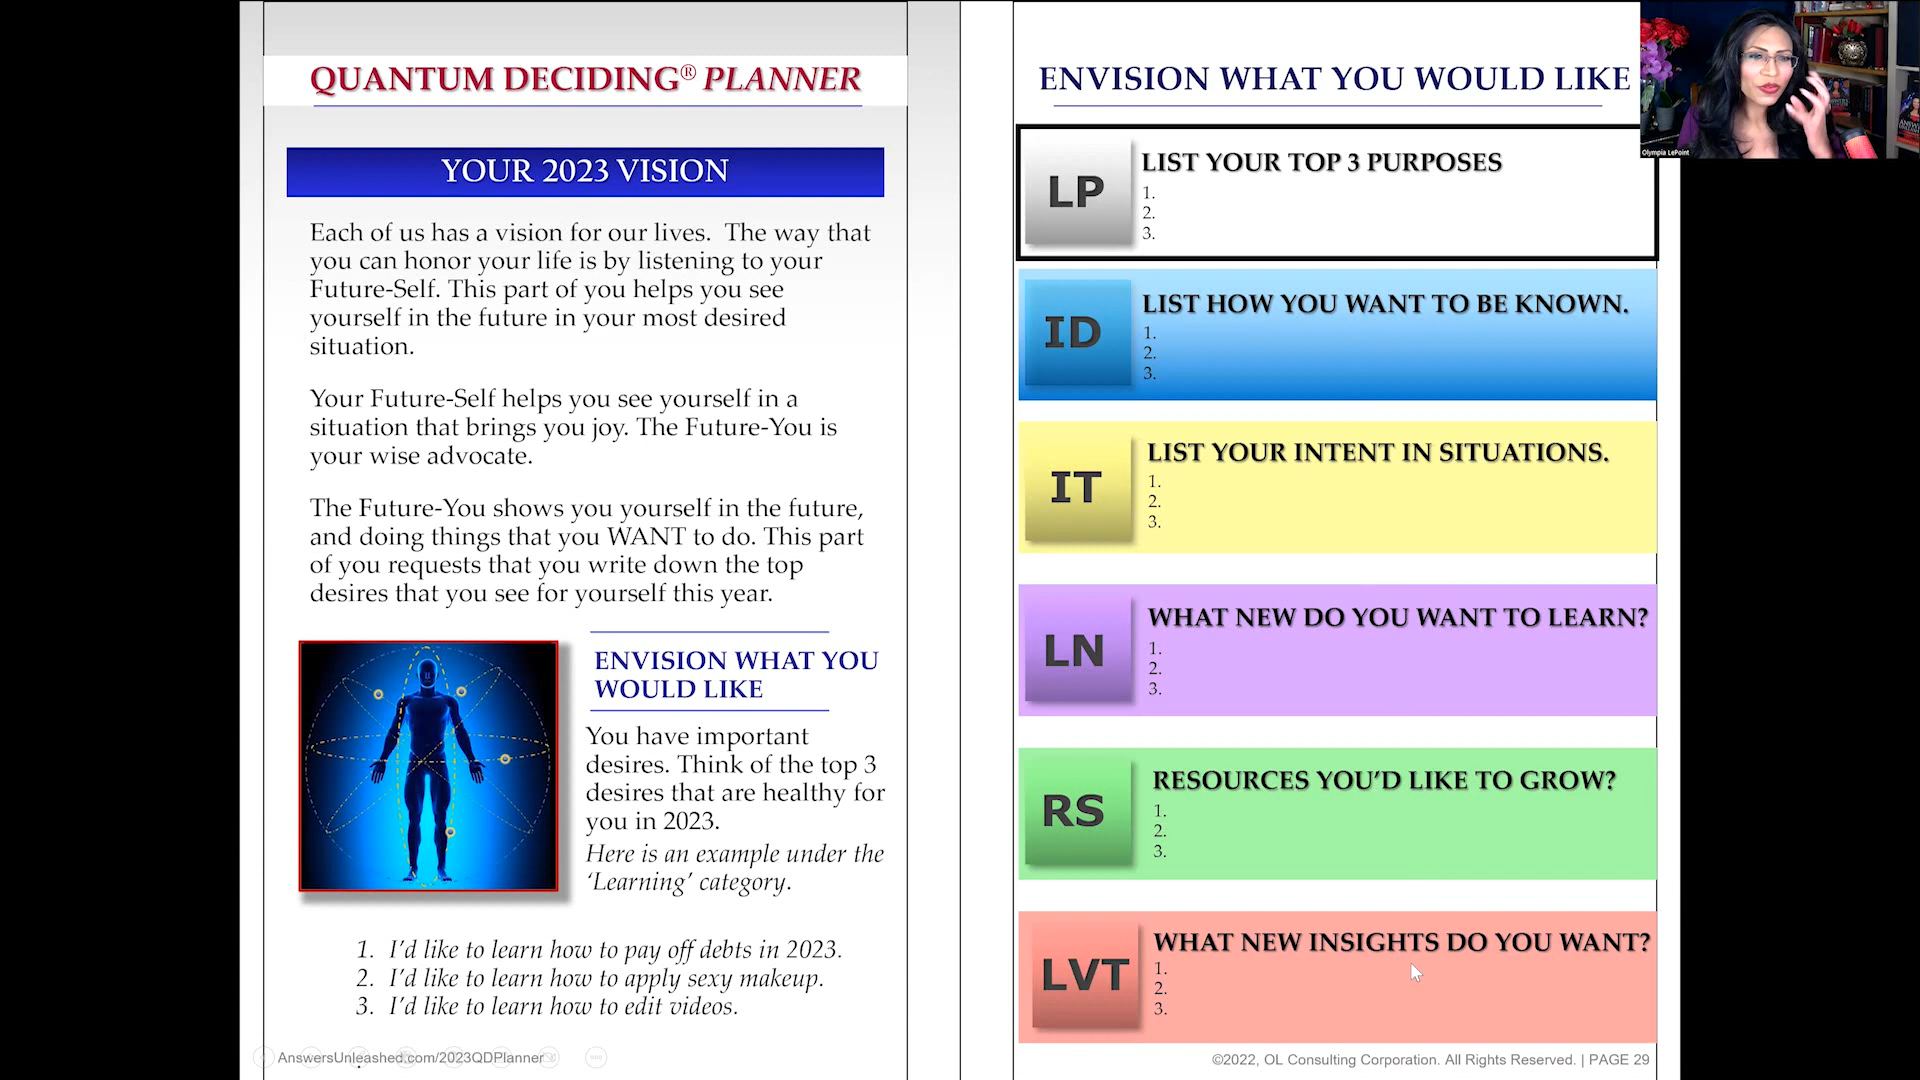 QUANTUM DECIDING® PLANNER
YOUR 2023 VISION
Each of us has a vision for our lives. The way that
you can honor your life is by listening to your
Future-Self. This part of you helps you see
yourself in the future in your most desired
situation.
Your Future-Self helps you see yourself in a
situation that brings you joy. The Future-You is
your wise advocate.
The Future-You shows you yourself in the future,
and doing things that you WANT to do. This part
of you requests that you write down the top
desires that you see for yourself this year.
ENVISION WHAT YOU
WOULD LIKE
You have important
desires. Think of the top 3
desires that are healthy for
you in 2023.
Here is an example under the
‘Learning’ category.
1. I’d like to learn how to pay off debts in 2023.
2. I’d like to learn how to apply sexy makeup.
3. I’d like to learn how to edit videos.
AnswersUnleashed.com/2023QDPlanner
ENVISION WHAT YOU WOULD LIKE
LP
LIST YOUR TOP 3 PURPOSES
1.
2.
3.
ID
LIST HOW YOU WANT TO BE KNOWN.
1.
2.
3.
IT
LIST YOUR INTENT IN SITUATIONS.
1.
2.
3.
LN
WHAT NEW DO YOU WANT TO LEARN?
1.
2.
3.
RS
RESOURCES YOU’D LIKE TO GROW?
1.
2.
3.
LVT
WHAT NEW INSIGHTS DO YOU WANT?
1.
2.
3.
©2022, OL Consulting Corporation. All Rights Reserved. | PAGE 29
Olympia LePoint